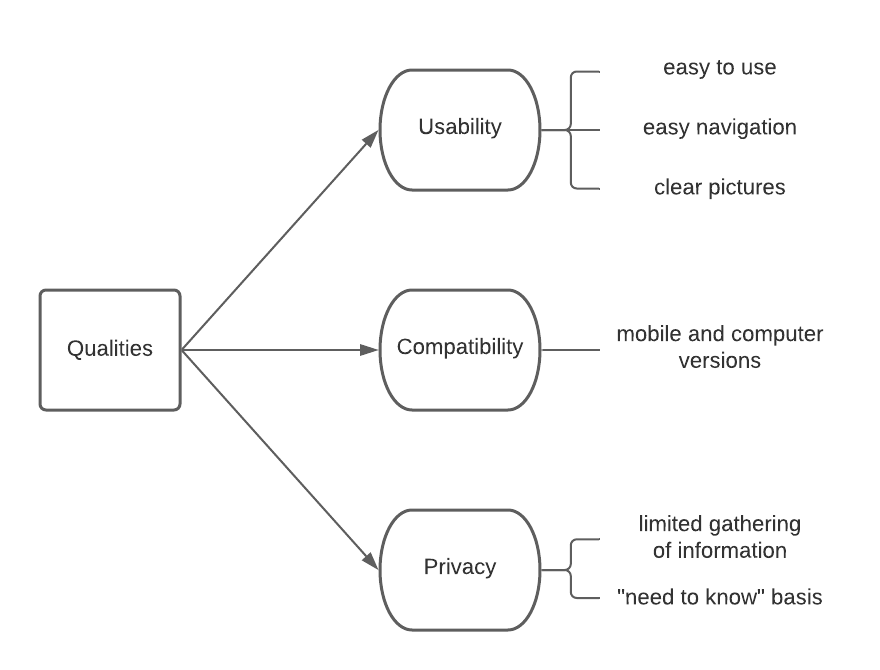 easy to use
Usability
easy navigation
clear pictures
Qualities
Compatibility
mobile and computer
versions
limited gathering
of information
Privacy
"need to know" basis